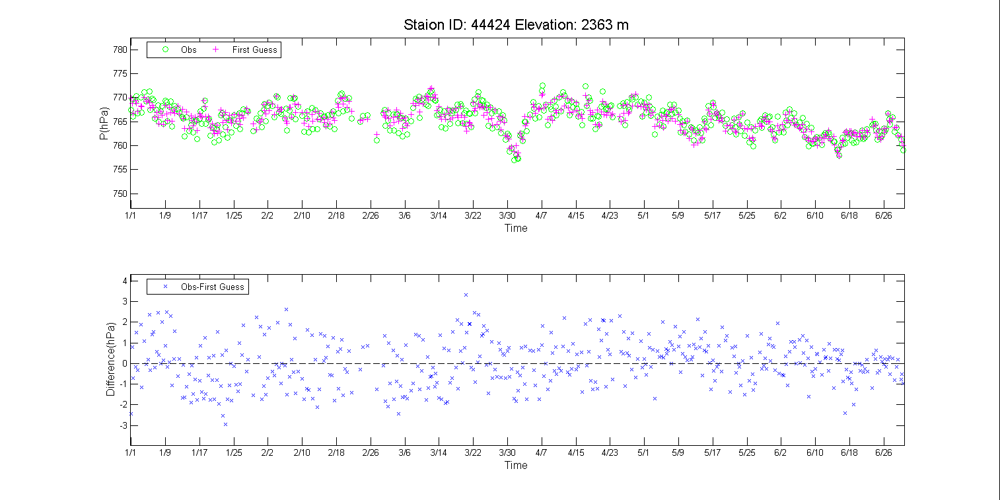 Staion ID: 44424 Elevation: 2363 m
Obs First Guess
780
775
770
765
760
755
750
P(hPa)
1/1 1/9 1/17 1/25 2/2 2/10 2/18 2/26 3/6 3/14 3/22 3/30 4/7 4/15 4/23 5/1 5/9 5/17 5/25 6/2 6/10 6/18 6/26
Time
Obs-First Guess
4
3
2
1
0
-1
-2
-3
Difference(hPa)
1/1 1/9 1/17 1/25 2/2 2/10 2/18 2/26 3/6 3/14 3/22 3/30 4/7 4/15 4/23 5/1 5/9 5/17 5/25 6/2 6/10 6/18 6/26
Time